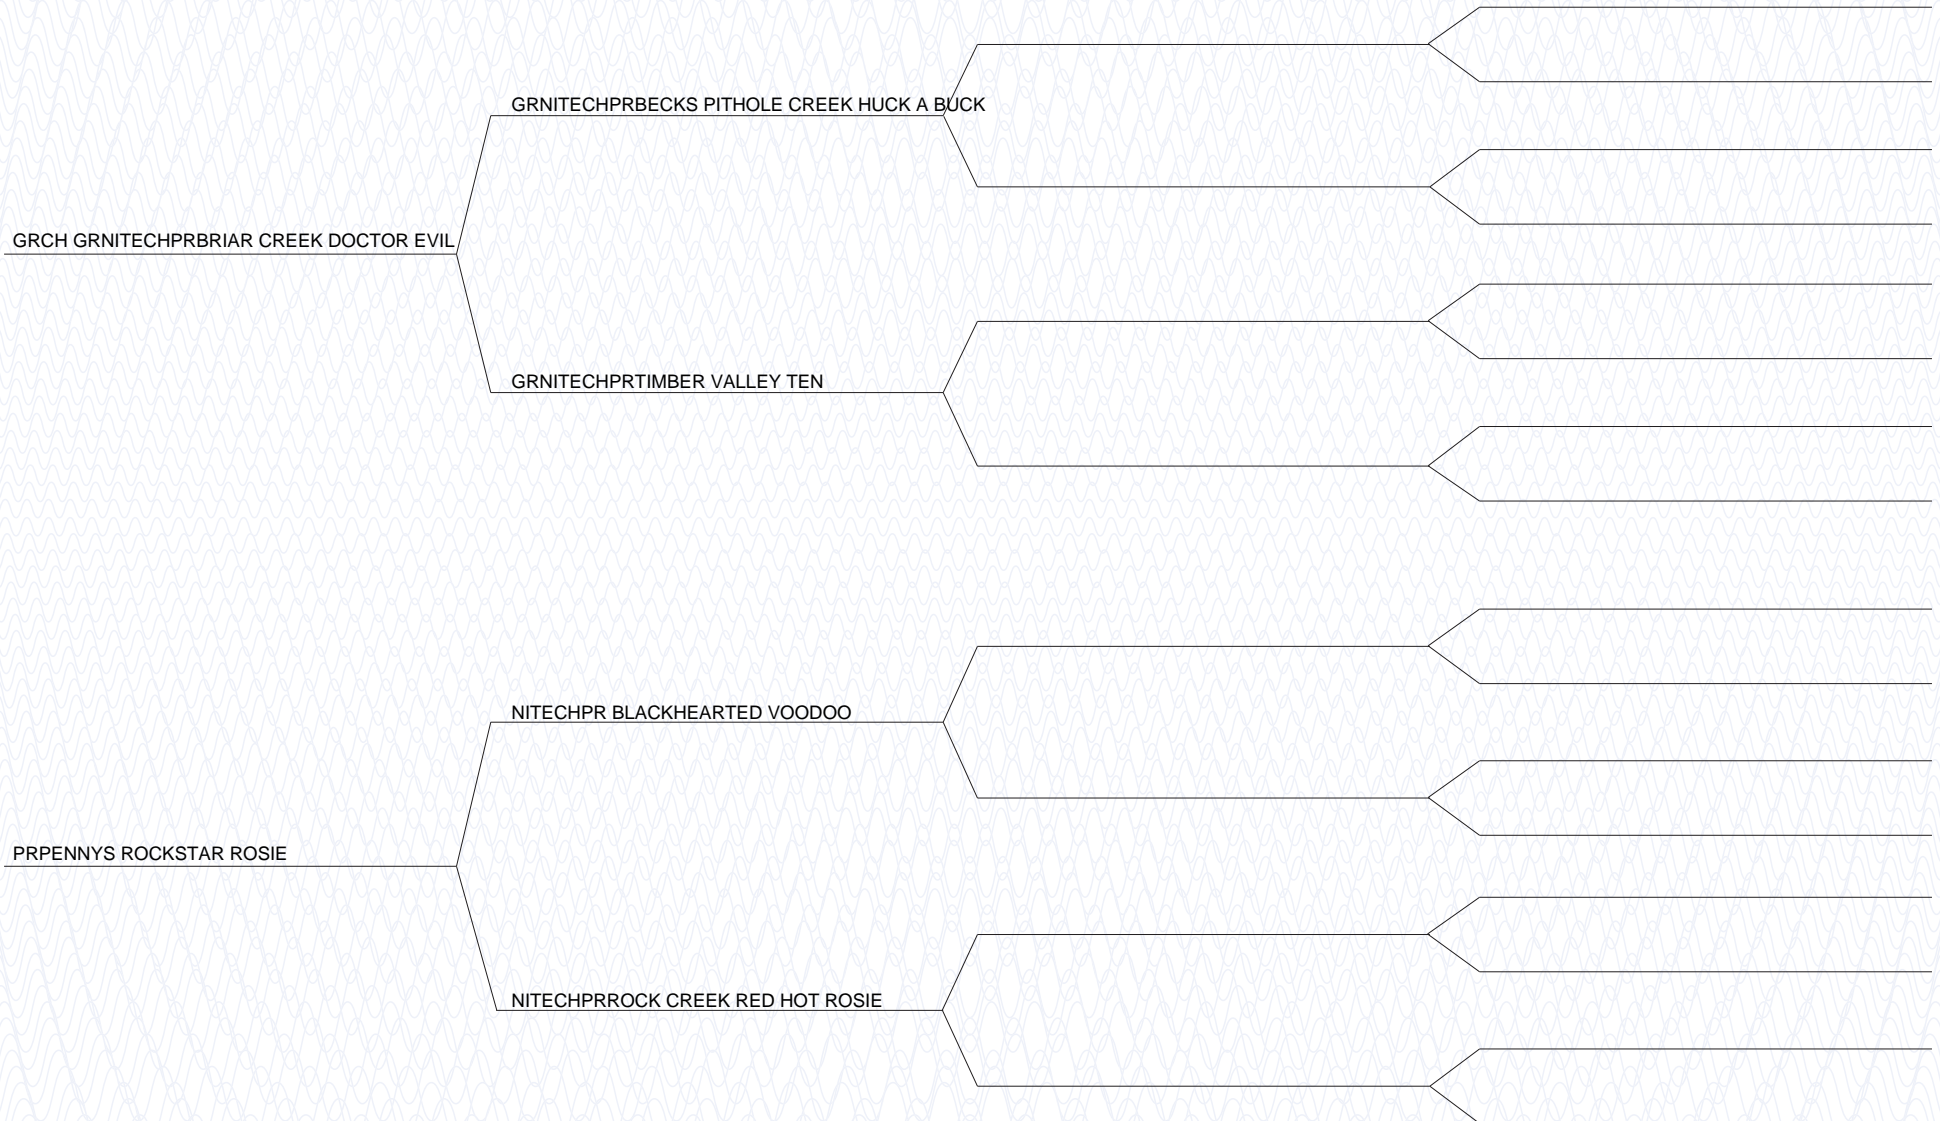 GRNITECHPRBECKS PITHOLE CREEK HUCK A BUCK
GRCH GRNITECHPRBRIAR CREEK DOCTOR EVIL
GRNITECHPRTIMBER VALLEY TEN
NITECHPR BLACKHEARTED VOODOO
PRPENNYS ROCKSTAR ROSIE
NITECHPRROCK CREEK RED HOT ROSIE